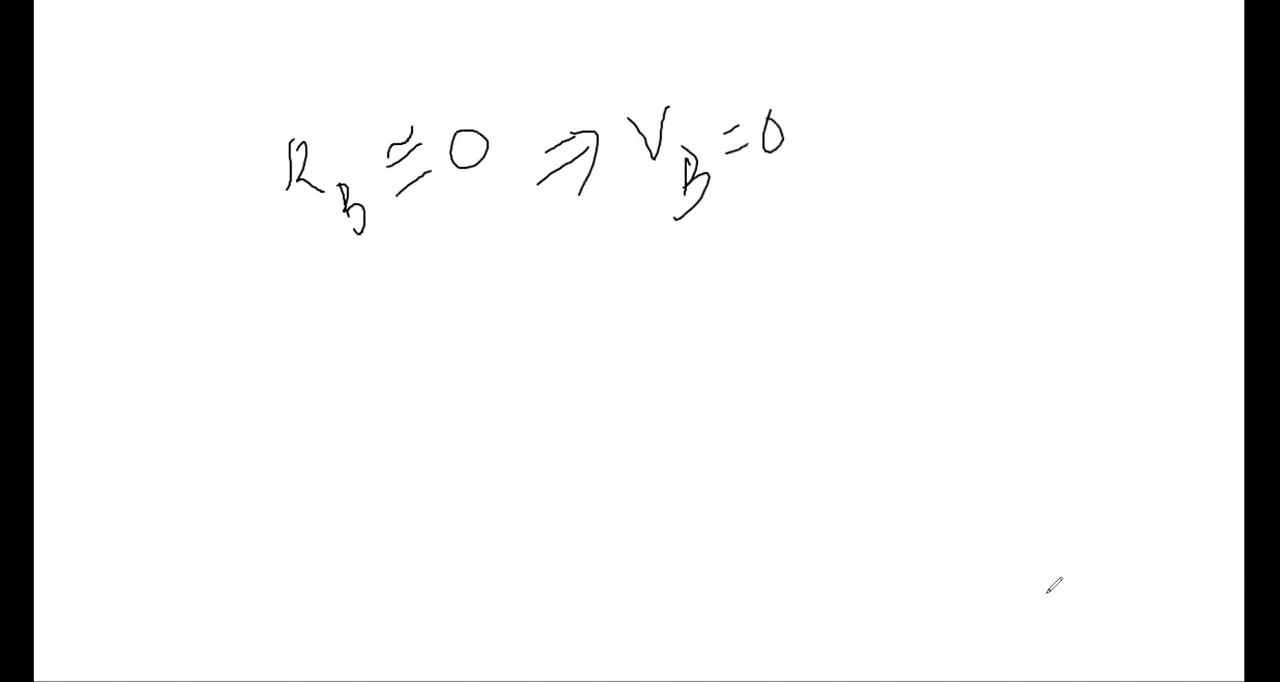 R_B ≅ 0 ⇒ V_B = 0